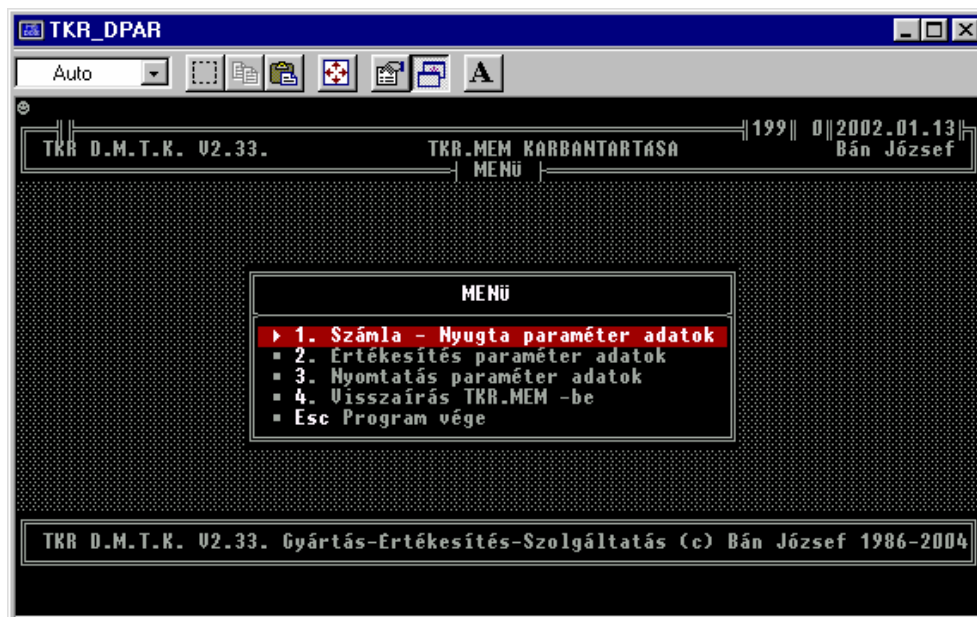 TKR_DPAR
Auto
A
199 0 2002.01.13
TKR D.M.T.K. V2.33. TKR.MEM KARBANTARTÁSA Bán József
MENü
MENü
1. Számla - Nyugta paraméter adatok
2. Értékesítés paraméter adatok
3. Nyomtatás paraméter adatok
4. Visszaírás TKR.MEM -be
Esc Program vége
TKR D.M.T.K. V2.33. Gyártás-Értékesítés-Szolgáltatás (c) Bán József 1986-2004